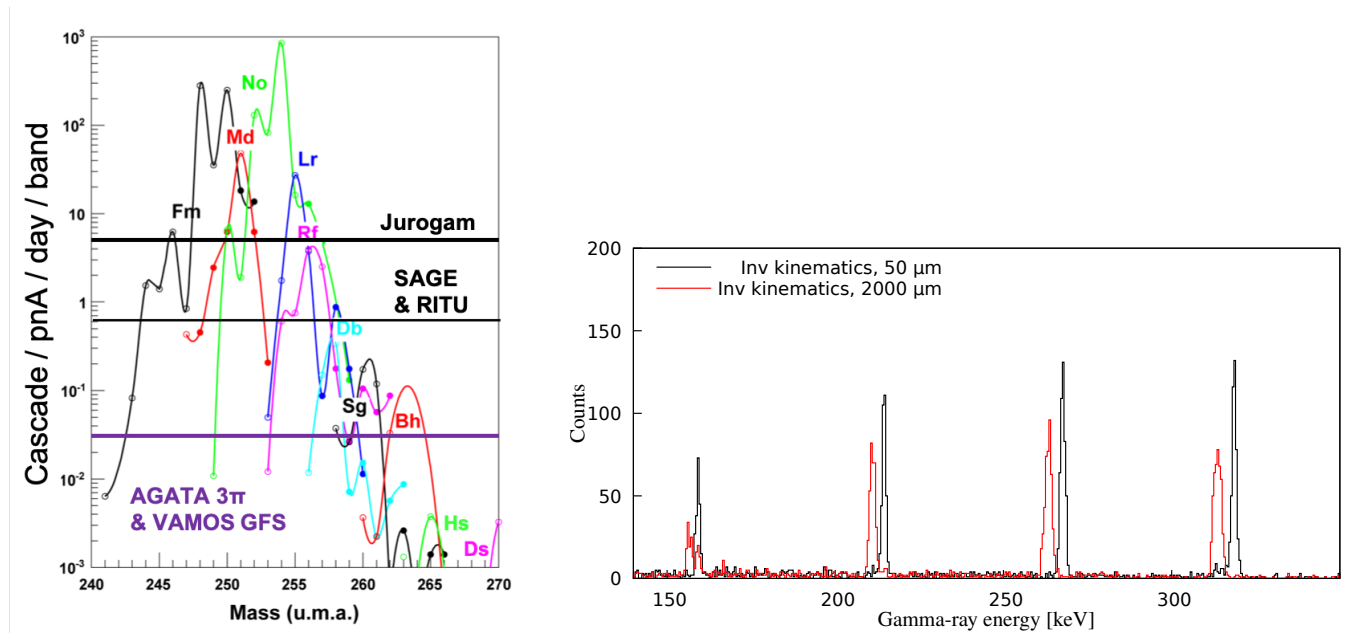 Cascade / pnA / day / band
10³
10²
10
1
10⁻¹
10⁻²
10⁻³
No
Md
Lr
Fm
Rf
Jurogam
SAGE
& RITU
Db
Sg
Bh
AGATA 3π
& VAMOS GFS
Hs
Ds
240 245 250 255 260 265 270
Mass (u.m.a.)
Inv kinematics, 50 μm
Inv kinematics, 2000 μm
Counts
200
150
100
50
0
150 200 250 300
Gamma-ray energy [keV]